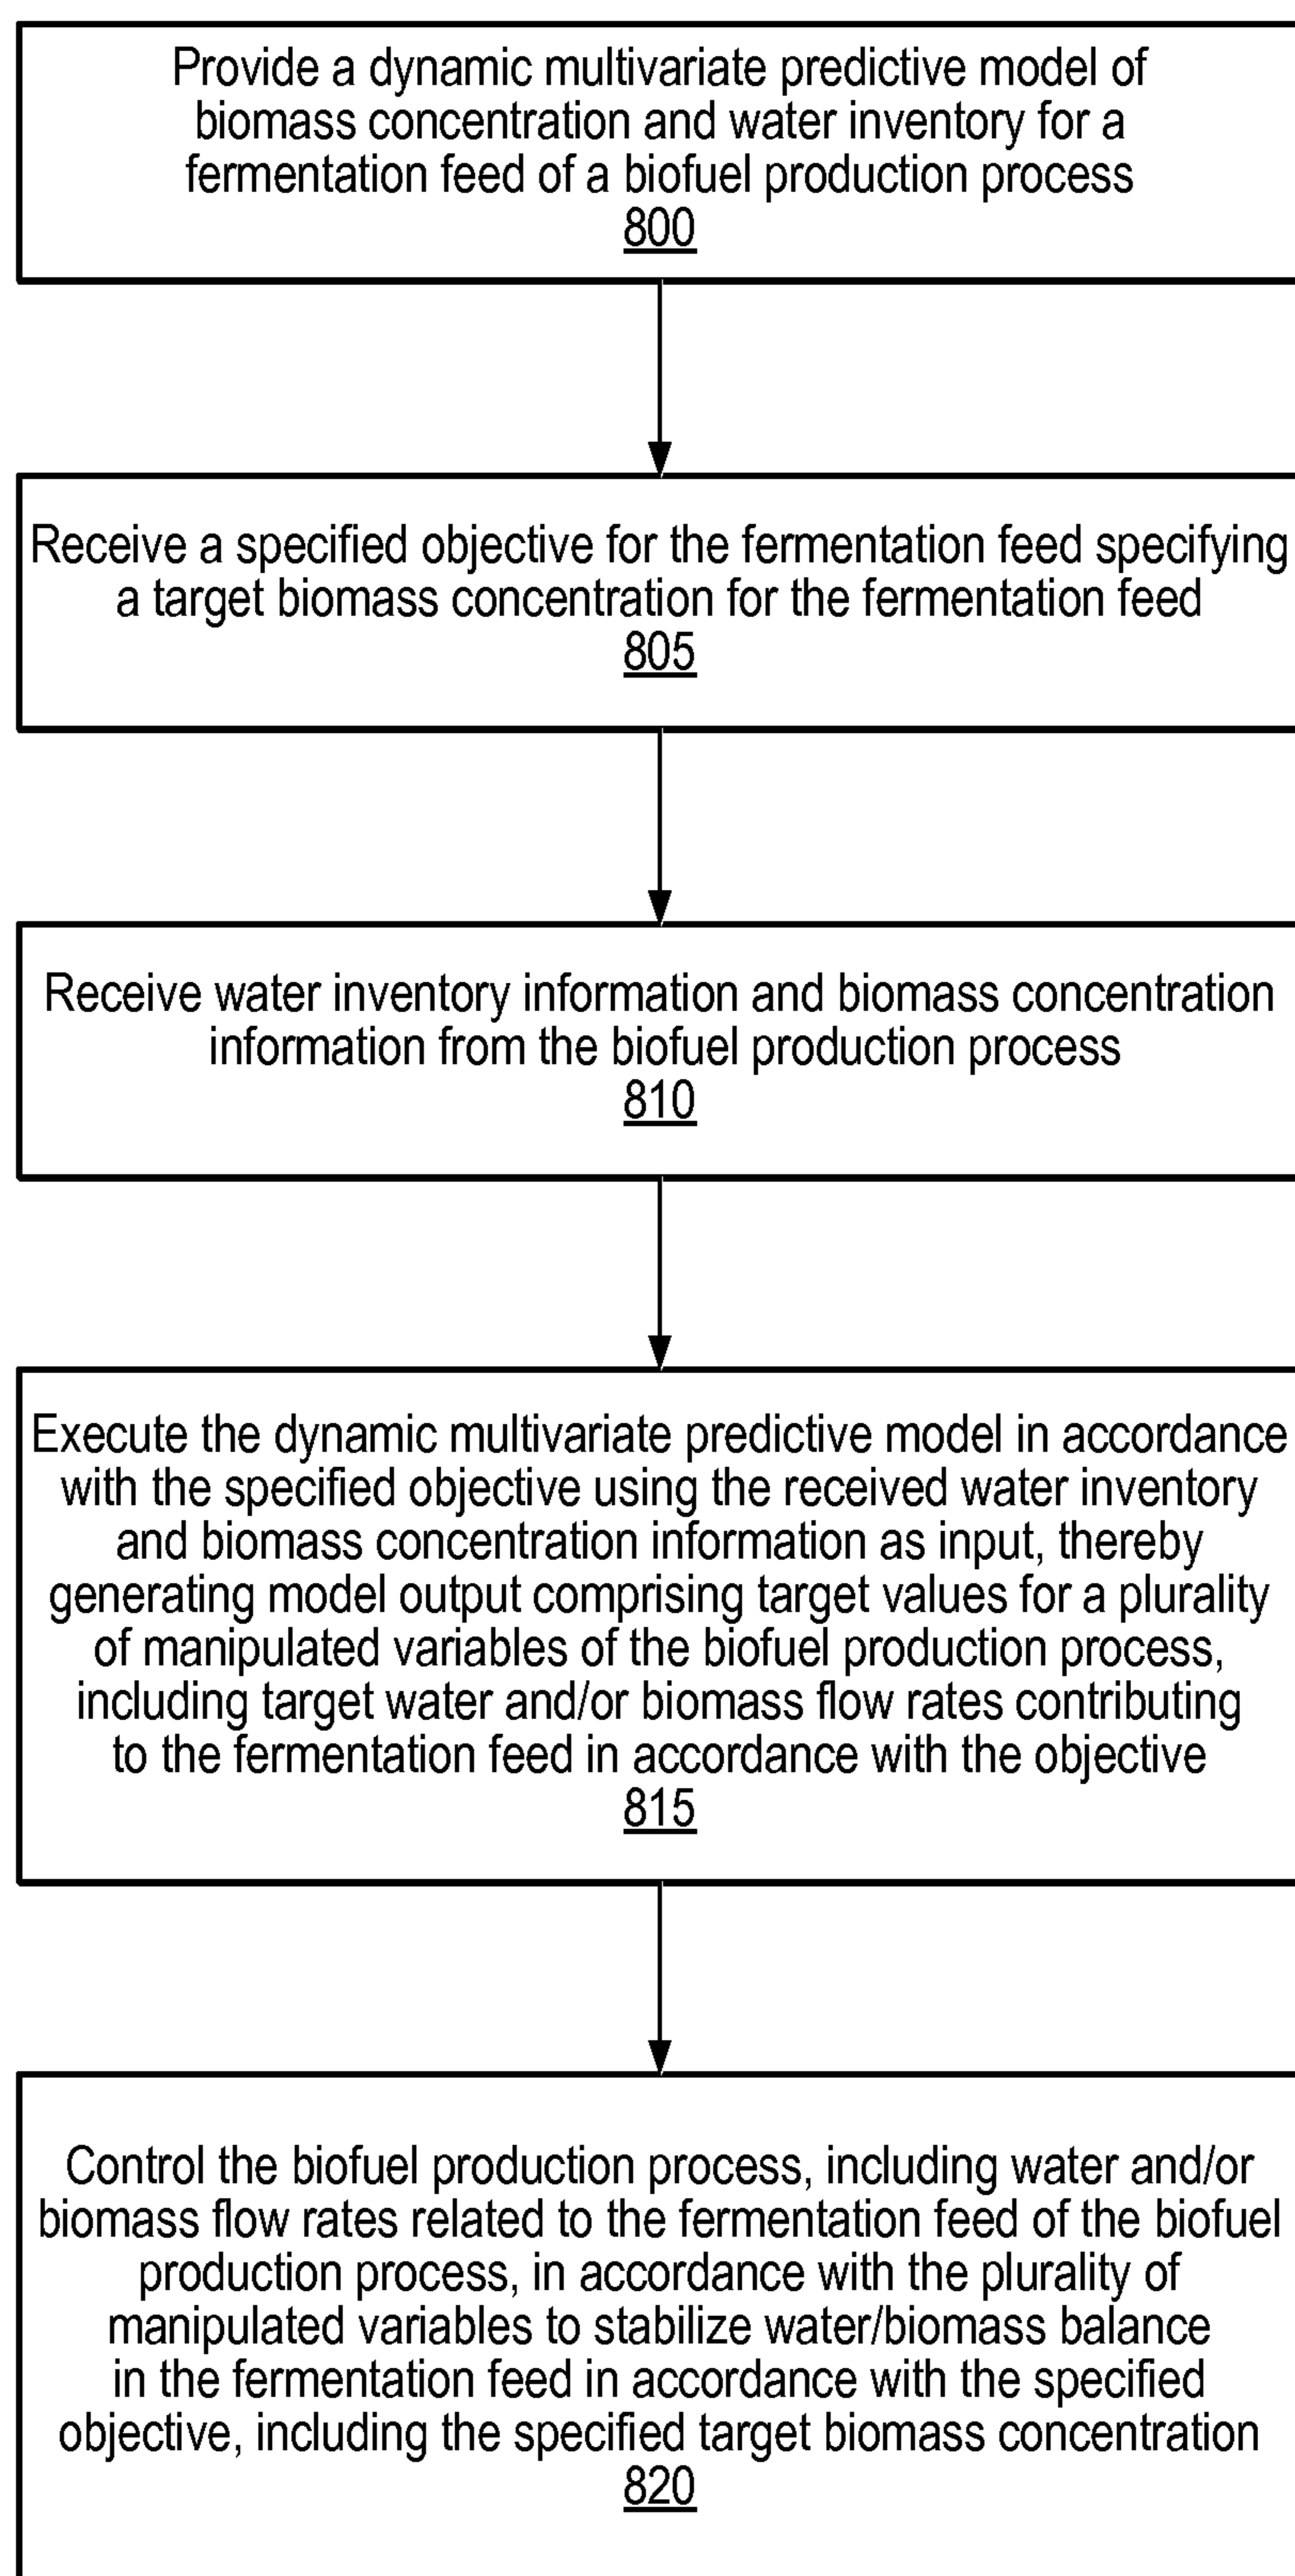 Provide a dynamic multivariate predictive model of
biomass concentration and water inventory for a
fermentation feed of a biofuel production process
800
Receive a specified objective for the fermentation feed specifying
a target biomass concentration for the fermentation feed
805
Receive water inventory information and biomass concentration
information from the biofuel production process
810
Execute the dynamic multivariate predictive model in accordance
with the specified objective using the received water inventory
and biomass concentration information as input, thereby
generating model output comprising target values for a plurality
of manipulated variables of the biofuel production process,
including target water and/or biomass flow rates contributing
to the fermentation feed in accordance with the objective
815
Control the biofuel production process, including water and/or
biomass flow rates related to the fermentation feed of the biofuel
production process, in accordance with the plurality of
manipulated variables to stabilize water/biomass balance
in the fermentation feed in accordance with the specified
objective, including the specified target biomass concentration
820